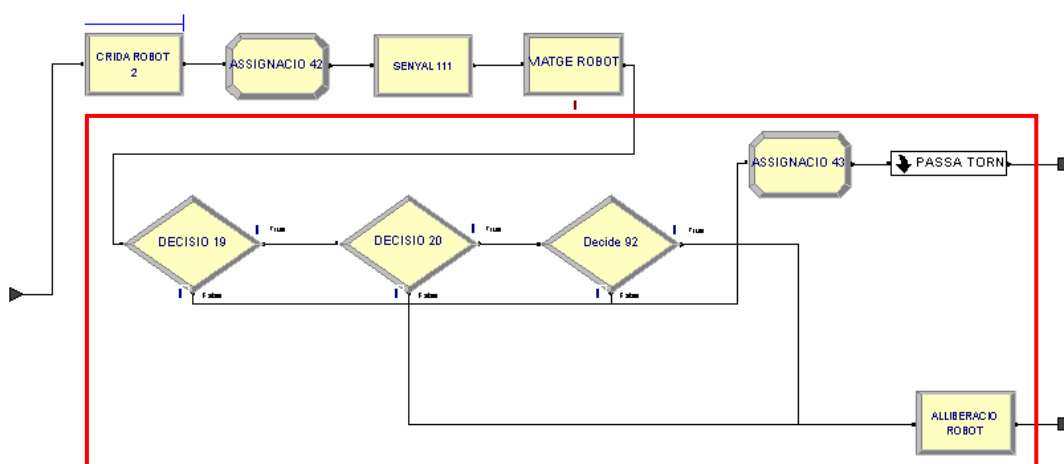 CRIDA ROBOT
2
ASSIGNACIO 42
SENYAL 111
VIATGE ROBOT
ASSIGNACIO 43
PASSA TORN
DECISIO 19
True
DECISIO 20
True
Decide 92
True
False
False
False
ALLIBERACIO
ROBOT